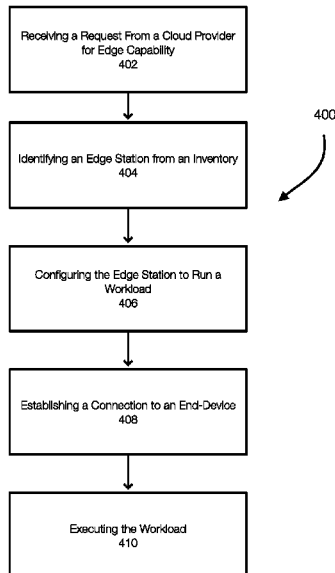 Receiving a Request From a Cloud Provider
for Edge Capability
402
400
Identifying an Edge Station from an Inventory
404
Configuring the Edge Station to Run a
Workload
406
Establishing a Connection to an End-Device
408
Executing the Workload
410